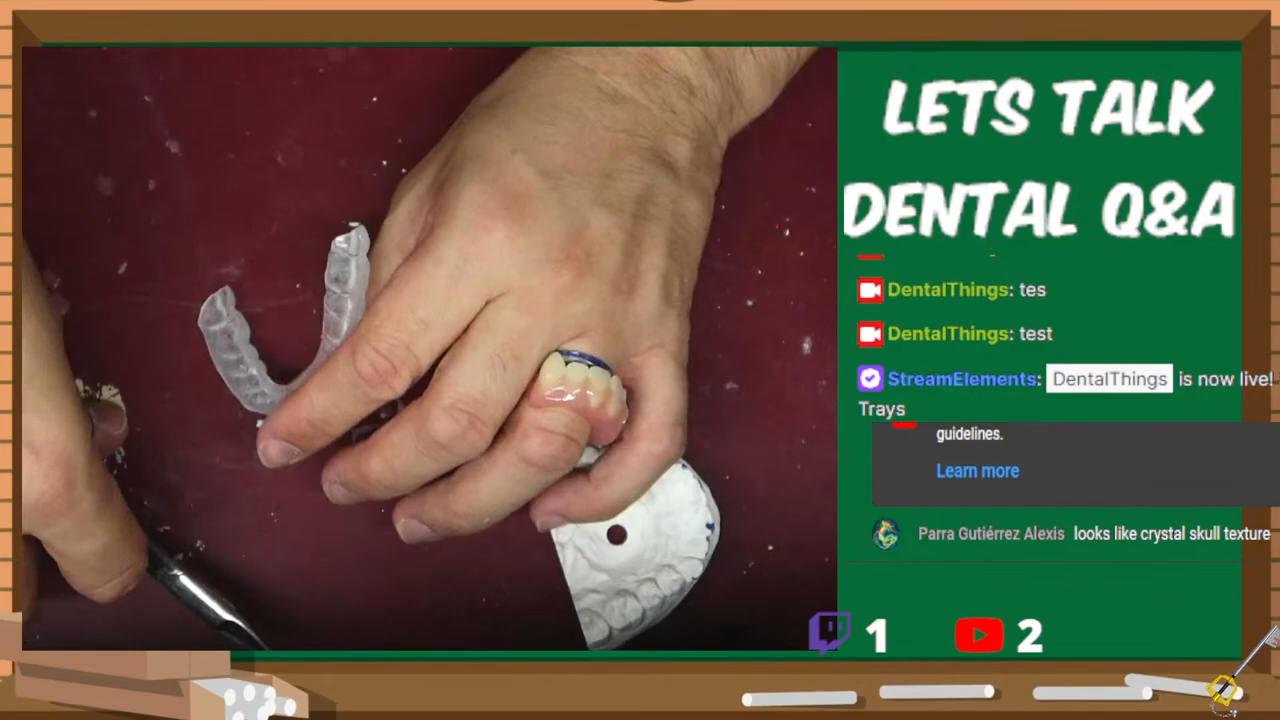 LETS TALK
DENTAL Q&A
DentalThings: tes
DentalThings: test
StreamElements: DentalThings is now live!
Trays
guidelines.
Learn more
Parra Gutiérrez Alexis looks like crystal skull texture
1 2